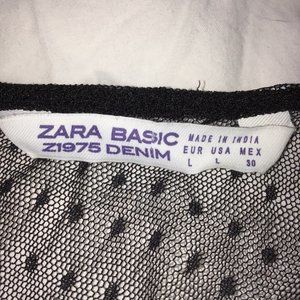 ZARA BASIC
Z1975 DENIM
MADE IN INDIA
EUR USA MEX
L L 30